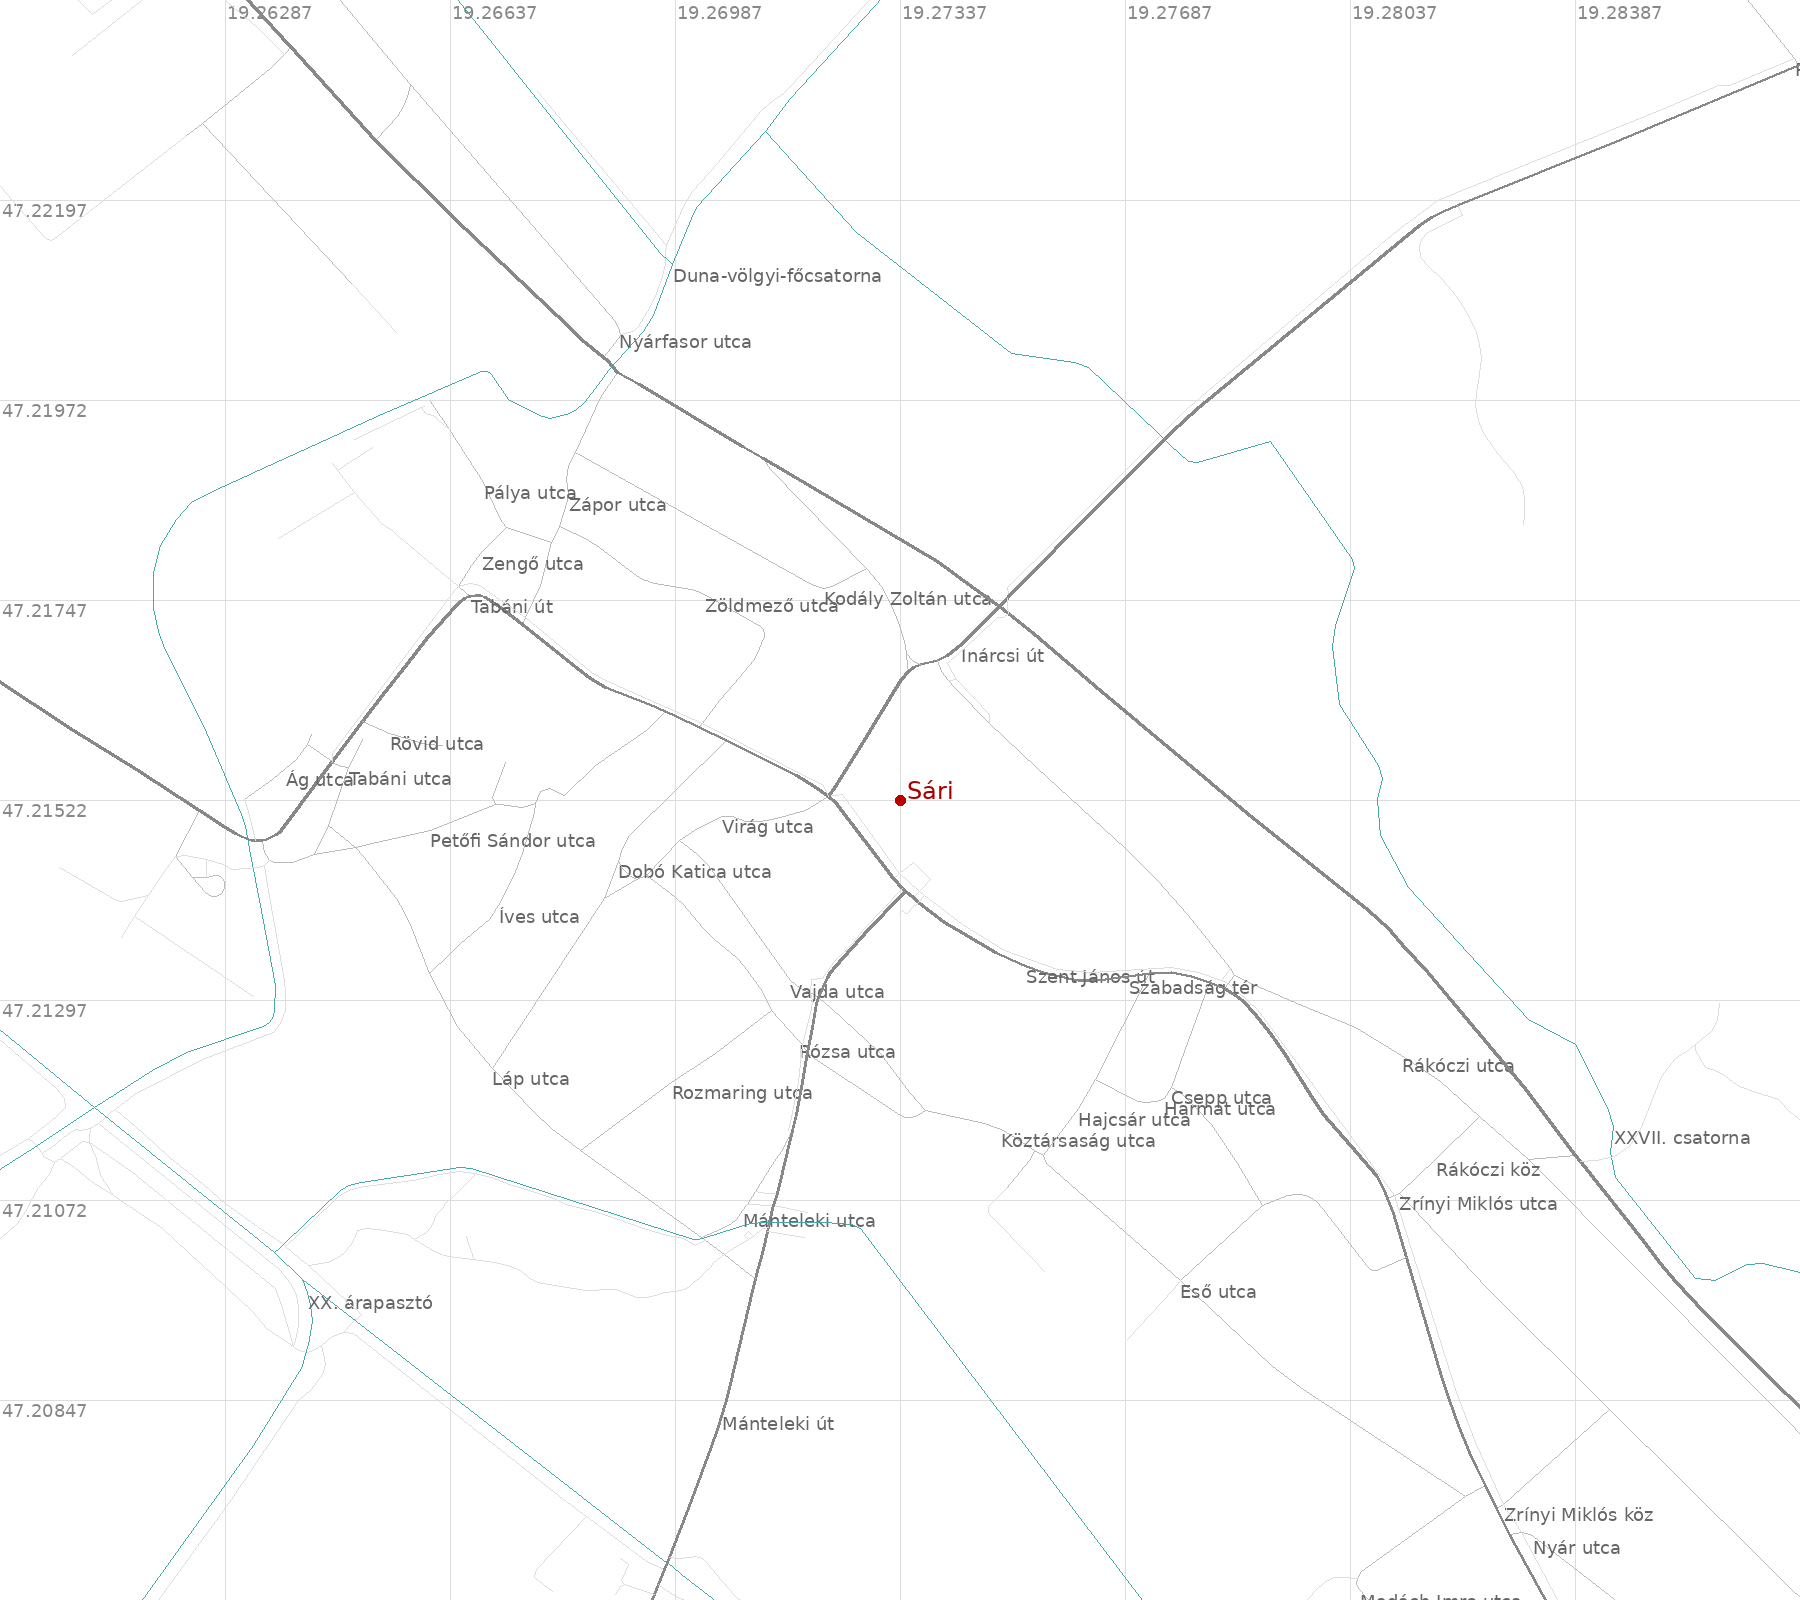 19.26287 19.26637 19.26987 19.27337 19.27687 19.28037 19.28387
47.22197
Duna-völgyi-főcsatorna
Nyárfasor utca
47.21972
Pálya utca
Zápor utca
Zengő utca
Kodály Zoltán utca
Tabáni út
Zöldmező utca
47.21747
Inárcsi út
Rövid utca
Ág utca
Tabáni utca
Sári
47.21522
Virág utca
Petőfi Sándor utca
Dobó Katica utca
Íves utca
Szent János út
Szabadság tér
Vajda utca
47.21297
Rózsa utca
Rákóczi utca
Láp utca
Rozmaring utca
Csepp utca
Harmat utca
Hajcsár utca
XXVII. csatorna
Köztársaság utca
Rákóczi köz
Zrínyi Miklós utca
47.21072
Mánteleki utca
Eső utca
XX. árapasztó
47.20847
Mánteleki út
Zrínyi Miklós köz
Nyár utca
Madách Imre utca